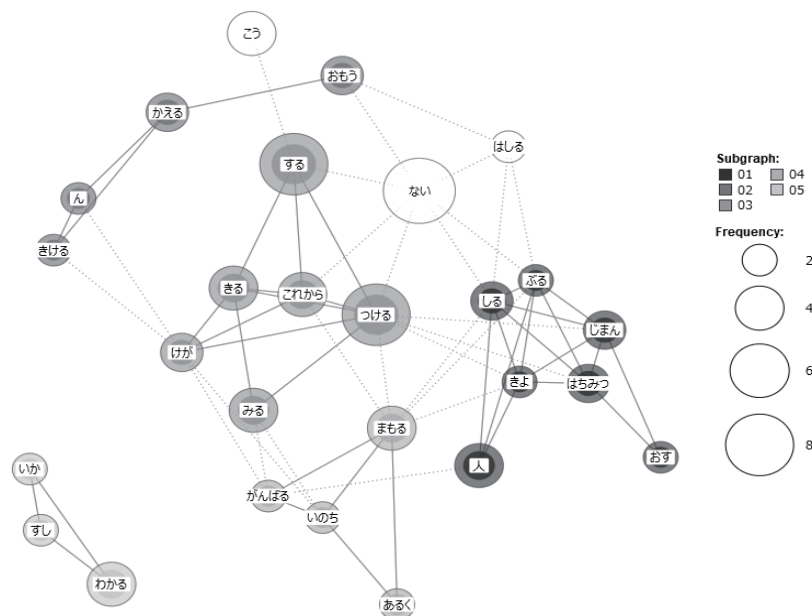 こう
おもう
かえる
はしる
する
ない
ん
きける
ぶる
きる
これから
しる
つける
じまん
けが
きよ
はちみつ
みる
まもる
おす
人
いか
がんばる
いのち
すし
わかる
あるく
Subgraph:
01 04
02 05
03
Frequency:
2
4
6
8